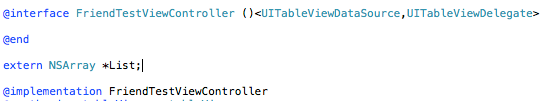 @interface FriendTestViewController ()<UITableViewDataSource,UITableViewDelegate>
@end
extern NSArray *List;
@implementation FriendTestViewController